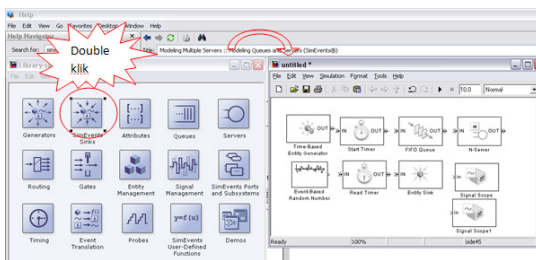 Help
File Edit View Go Favorites Desktop Window Help
Help Navigator
Search for:
Title: Modeling Multiple Servers :: Modeling Queues and Servers (SimEvents®)
Double
klik
Library:
File Edit
Generators
SimEvents Sinks
Attributes
Queues
Servers
Routing
Gates
Entity Management
Signal Management
SimEvents Ports and Subsystems
Timing
Event Translation
Probes
y=f(u)
SimEvents User-Defined Functions
Demos
untitled *
File Edit View Simulation Format Tools Help
10.0 Normal
OUT
Time-Based Entity Generator
IN OUT
Start Timer
IN OUT
FIFO Queue
IN OUT
N-Server
Event-Based Random Number
IN OUT
Read Timer
IN
Entity Sink
In
Signal Scope
In
Signal Scope1
Ready 100% ode45